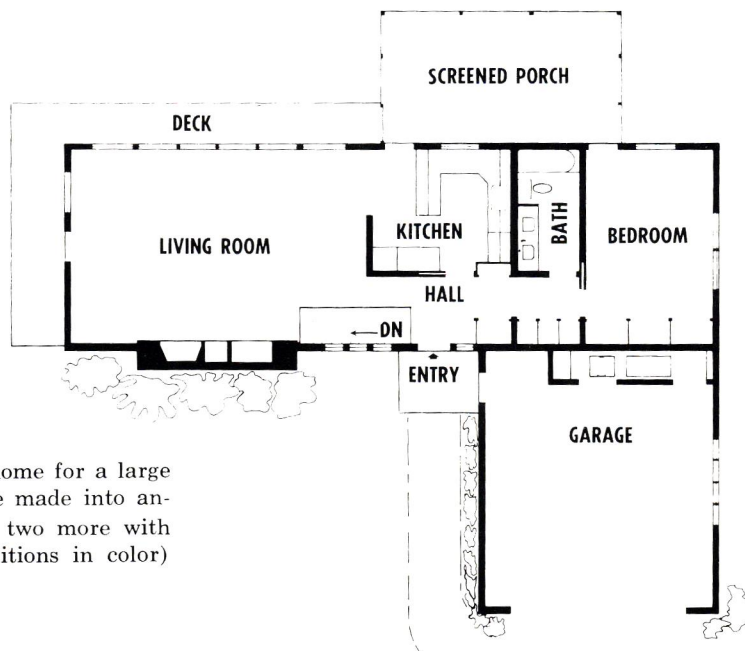 SCREENED PORCH
DECK
KITCHEN
BATH
BEDROOM
LIVING ROOM
HALL
DN
ENTRY
GARAGE
ome for a large
made into an-
two more with
itions in color)